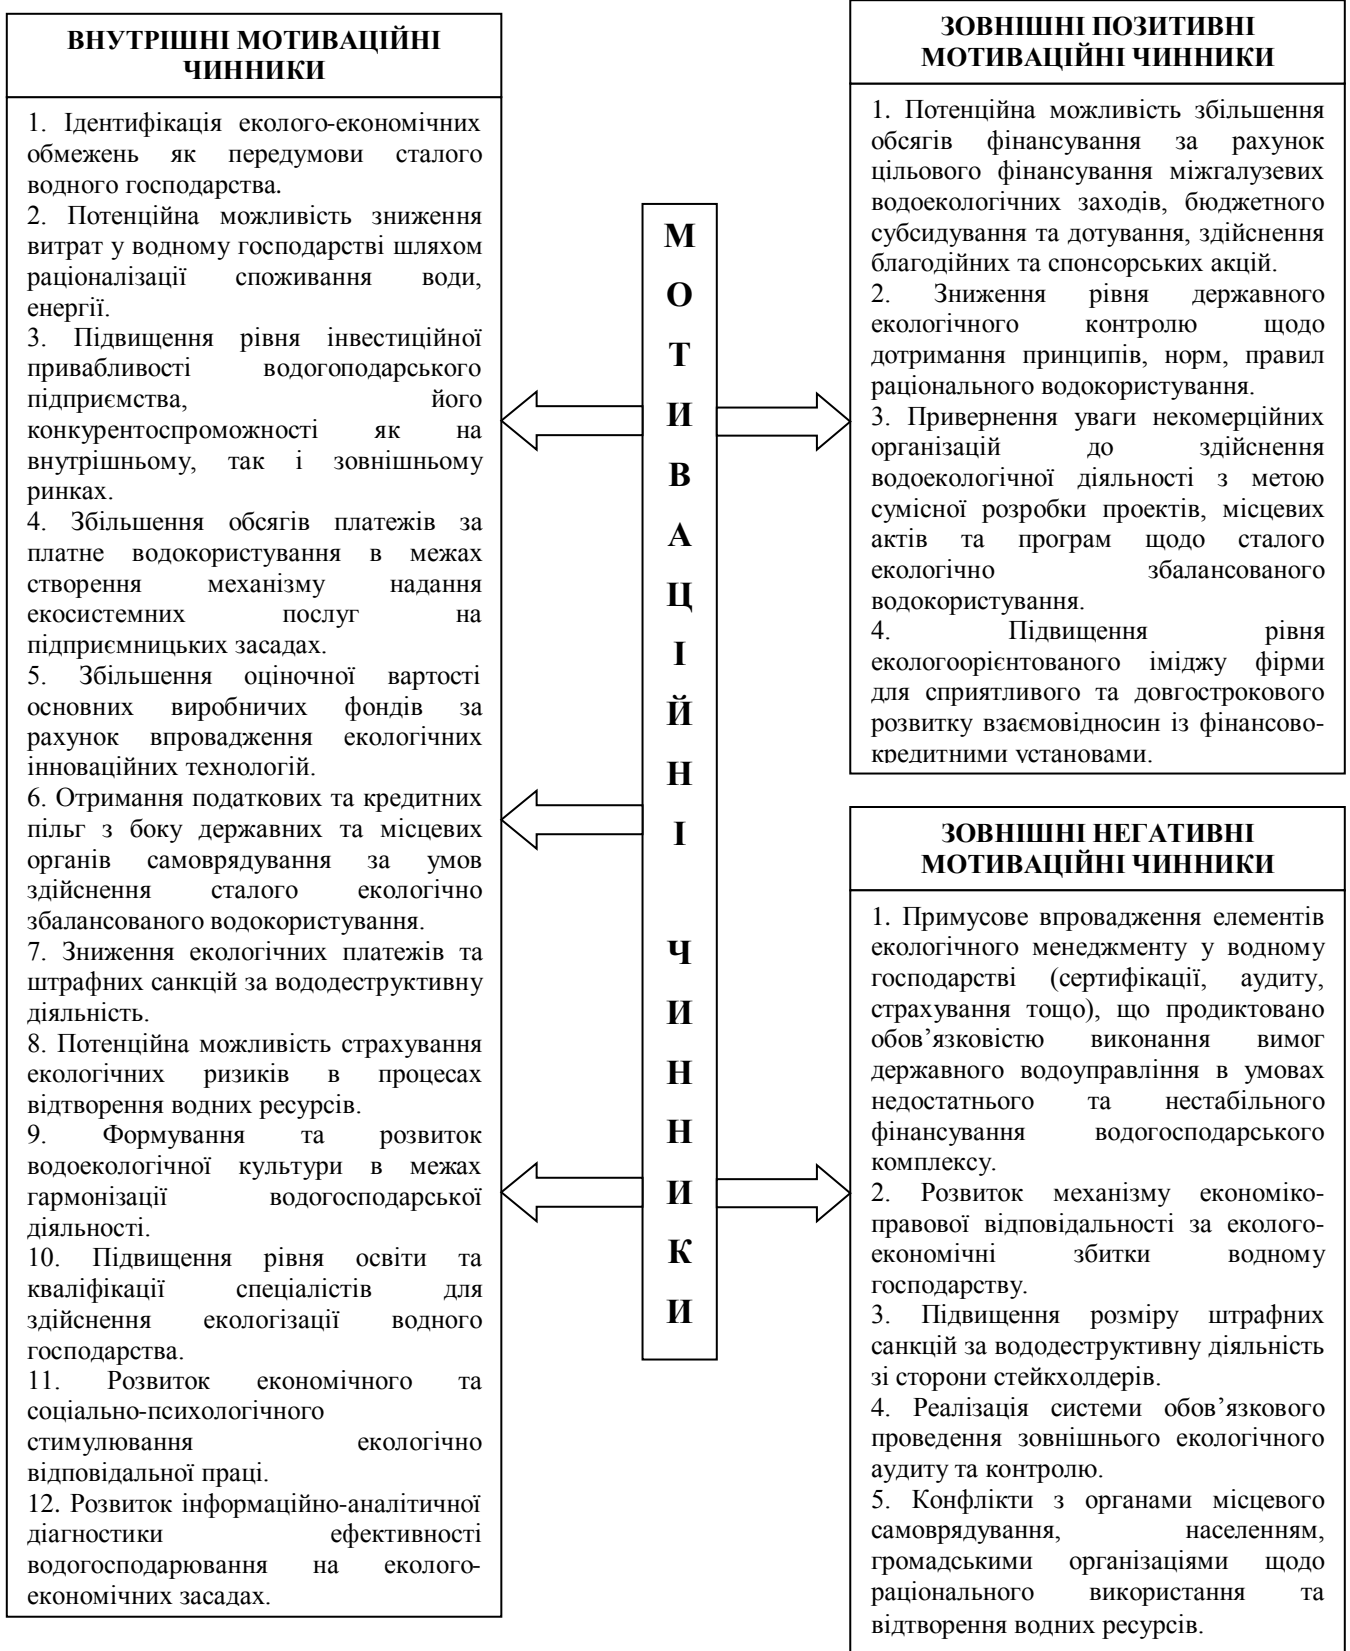 ВНУТРІШНІ МОТИВАЦІЙНІ
ЧИННИКИ
1. Ідентифікація еколого-економічних
обмежень як передумови сталого
водного господарства.
2. Потенційна можливість зниження
витрат у водному господарстві шляхом
раціоналізації споживання води,
енергії.
3. Підвищення рівня інвестиційної
привабливості водогоподарського
підприємства, його
конкурентоспроможності як на
внутрішньому, так і зовнішньому
ринках.
4. Збільшення обсягів платежів за
платне водокористування в межах
створення механізму надання
екосистемних послуг на
підприємницьких засадах.
5. Збільшення оціночної вартості
основних виробничих фондів за
рахунок впровадження екологічних
інноваційних технологій.
6. Отримання податкових та кредитних
пільг з боку державних та місцевих
органів самоврядування за умов
здійснення сталого екологічно
збалансованого водокористування.
7. Зниження екологічних платежів та
штрафних санкцій за вододеструктивну
діяльність.
8. Потенційна можливість страхування
екологічних ризиків в процесах
відтворення водних ресурсів.
9. Формування та розвиток
водоекологічної культури в межах
гармонізації водогосподарської
діяльності.
10. Підвищення рівня освіти та
кваліфікації спеціалістів для
здійснення екологізації водного
господарства.
11. Розвиток економічного та
соціально-психологічного
стимулювання екологічно
відповідальної праці.
12. Розвиток інформаційно-аналітичної
діагностики ефективності
водогосподарювання на еколого-
економічних засадах.
М
О
Т
И
В
А
Ц
І
Й
Н
І
Ч
И
Н
Н
И
К
И
ЗОВНІШНІ ПОЗИТИВНІ
МОТИВАЦІЙНІ ЧИННИКИ
1. Потенційна можливість збільшення
обсягів фінансування за рахунок
цільового фінансування міжгалузевих
водоекологічних заходів, бюджетного
субсидування та дотування, здійснення
благодійних та спонсорських акцій.
2. Зниження рівня державного
екологічного контролю щодо
дотримання принципів, норм, правил
раціонального водокористування.
3. Привернення уваги некомерційних
організацій до здійснення
водоекологічної діяльності з метою
сумісної розробки проектів, місцевих
актів та програм щодо сталого
екологічно збалансованого
водокористування.
4. Підвищення рівня
екологоорієнтованого іміджу фірми
для сприятливого та довгострокового
розвитку взаємовідносин із фінансово-
кредитними установами.
ЗОВНІШНІ НЕГАТИВНІ
МОТИВАЦІЙНІ ЧИННИКИ
1. Примусове впровадження елементів
екологічного менеджменту у водному
господарстві (сертифікації, аудиту,
страхування тощо), що продиктовано
обов’язковістю виконання вимог
державного водоуправління в умовах
недостатнього та нестабільного
фінансування водогосподарського
комплексу.
2. Розвиток механізму економіко-
правової відповідальності за еколого-
економічні збитки водному
господарству.
3. Підвищення розміру штрафних
санкцій за вододеструктивну діяльність
зі сторони стейкхолдерів.
4. Реалізація системи обов’язкового
проведення зовнішнього екологічного
аудиту та контролю.
5. Конфлікти з органами місцевого
самоврядування, населенням,
громадськими організаціями щодо
раціонального використання та
відтворення водних ресурсів.